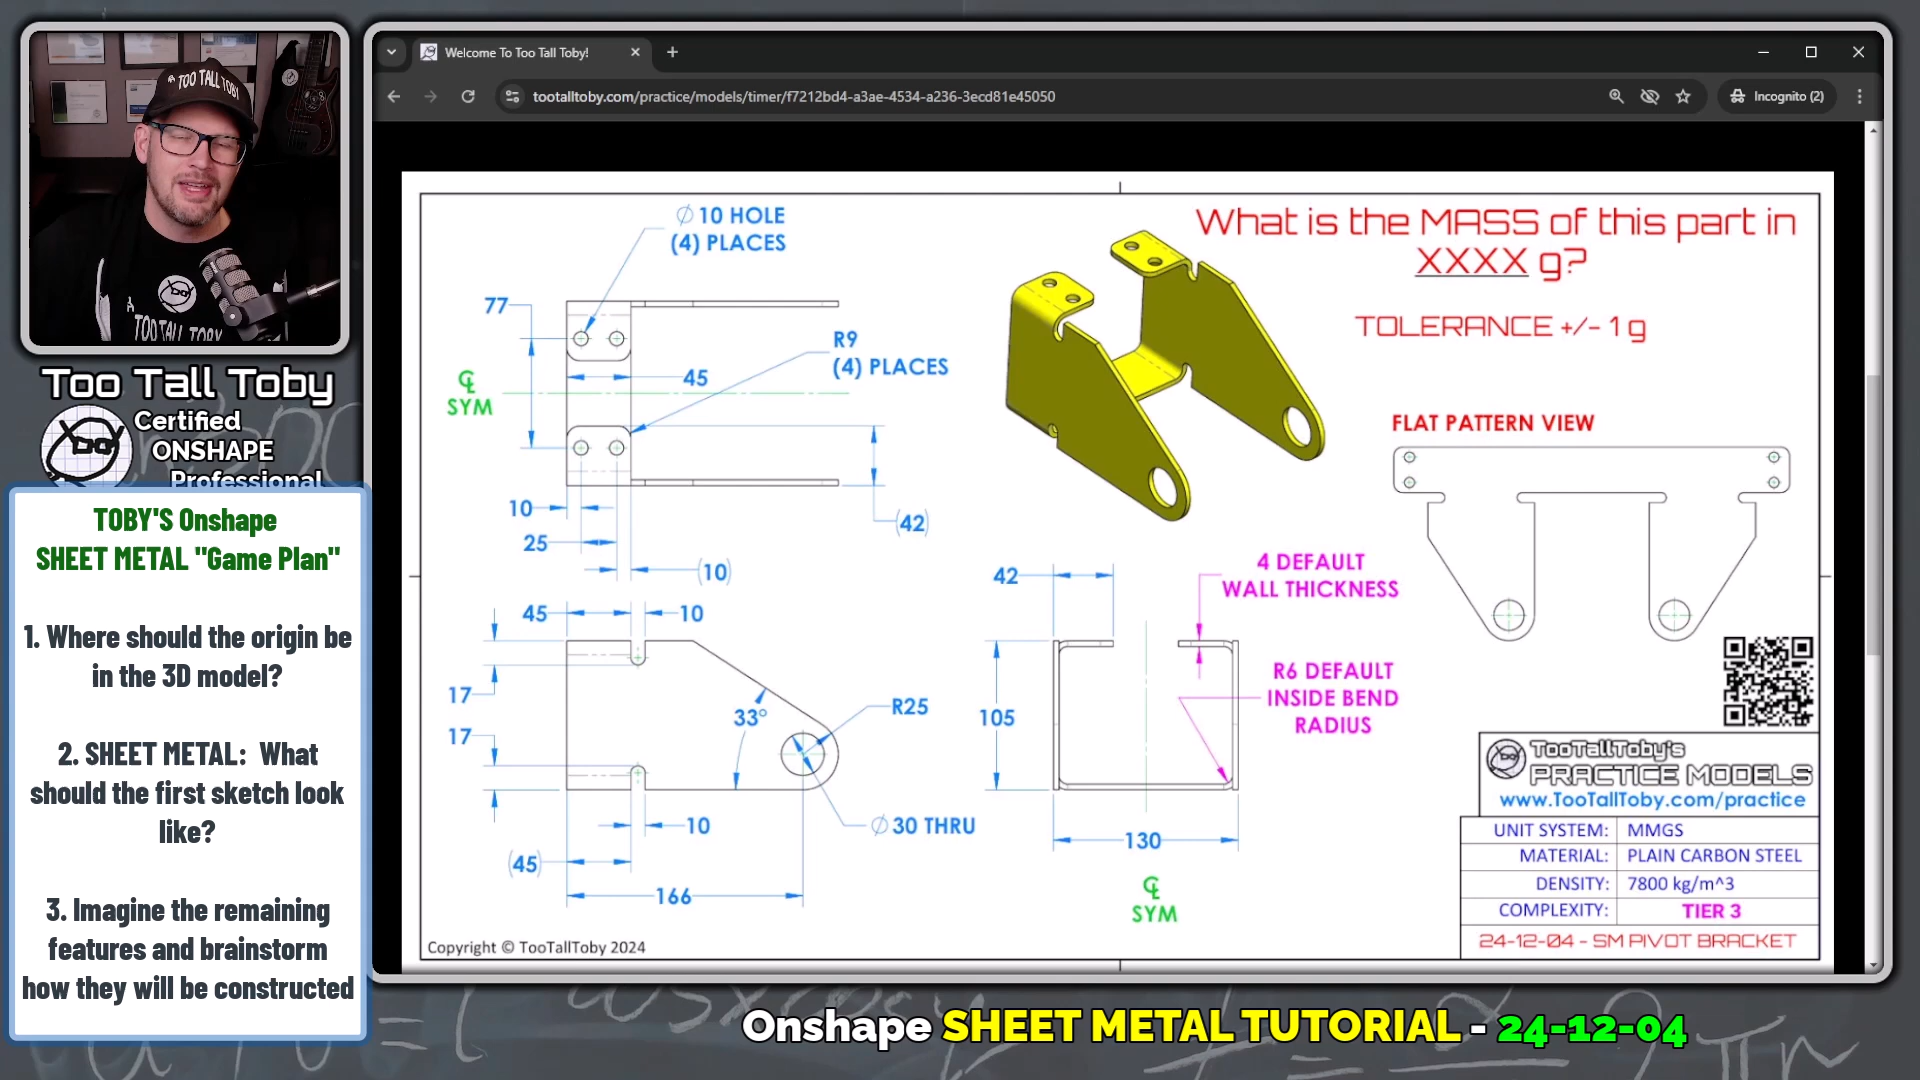 TOO TALL TOBY
TOO TALL TOBY
Too Tall Toby
Certified
ONSHAPE
Professional
TOBY'S Onshape
SHEET METAL "Game Plan"
1. Where should the origin be
in the 3D model?
2. SHEET METAL: What
should the first sketch look
like?
3. Imagine the remaining
features and brainstorm
how they will be constructed
Welcome To Too Tall Toby!
tootalltoby.com/practice/models/timer/f7212bd4-a3ae-4534-a236-3ecd81e45050
Incognito (2)
What is the MASS of this part in
XXXX g?
TOLERANCE +/- 1 g
∅ 10 HOLE
(4) PLACES
77
R9
(4) PLACES
45
℄
SYM
10
25
(42)
(10)
45
10
17
17
33°
R25
10
∅ 30 THRU
(45)
166
42
4 DEFAULT
WALL THICKNESS
105
R6 DEFAULT
INSIDE BEND
RADIUS
130
℄
SYM
FLAT PATTERN VIEW
TooTallToby's
PRACTICE MODELS
www.TooTallToby.com/practice
UNIT SYSTEM: MMGS
MATERIAL: PLAIN CARBON STEEL
DENSITY: 7800 kg/m^3
COMPLEXITY: TIER 3
24-12-04 - SM PIVOT BRACKET
Copyright © TooTallToby 2024
Onshape SHEET METAL TUTORIAL - 24-12-04